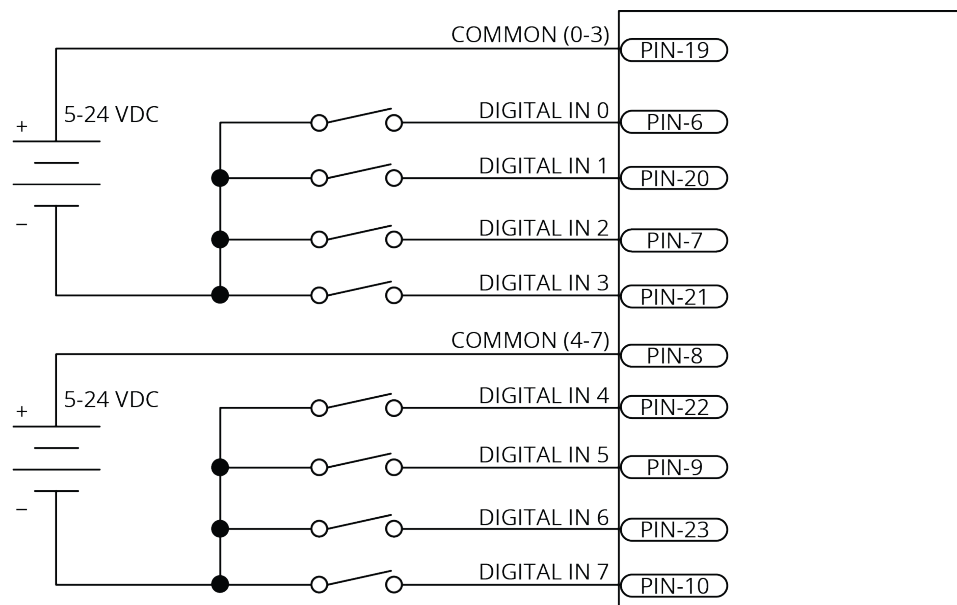 COMMON (0-3)
PIN-19
5-24 VDC
+
DIGITAL IN 0
PIN-6
DIGITAL IN 1
PIN-20
–
DIGITAL IN 2
PIN-7
DIGITAL IN 3
PIN-21
COMMON (4-7)
PIN-8
5-24 VDC
+
DIGITAL IN 4
PIN-22
DIGITAL IN 5
PIN-9
–
DIGITAL IN 6
PIN-23
DIGITAL IN 7
PIN-10